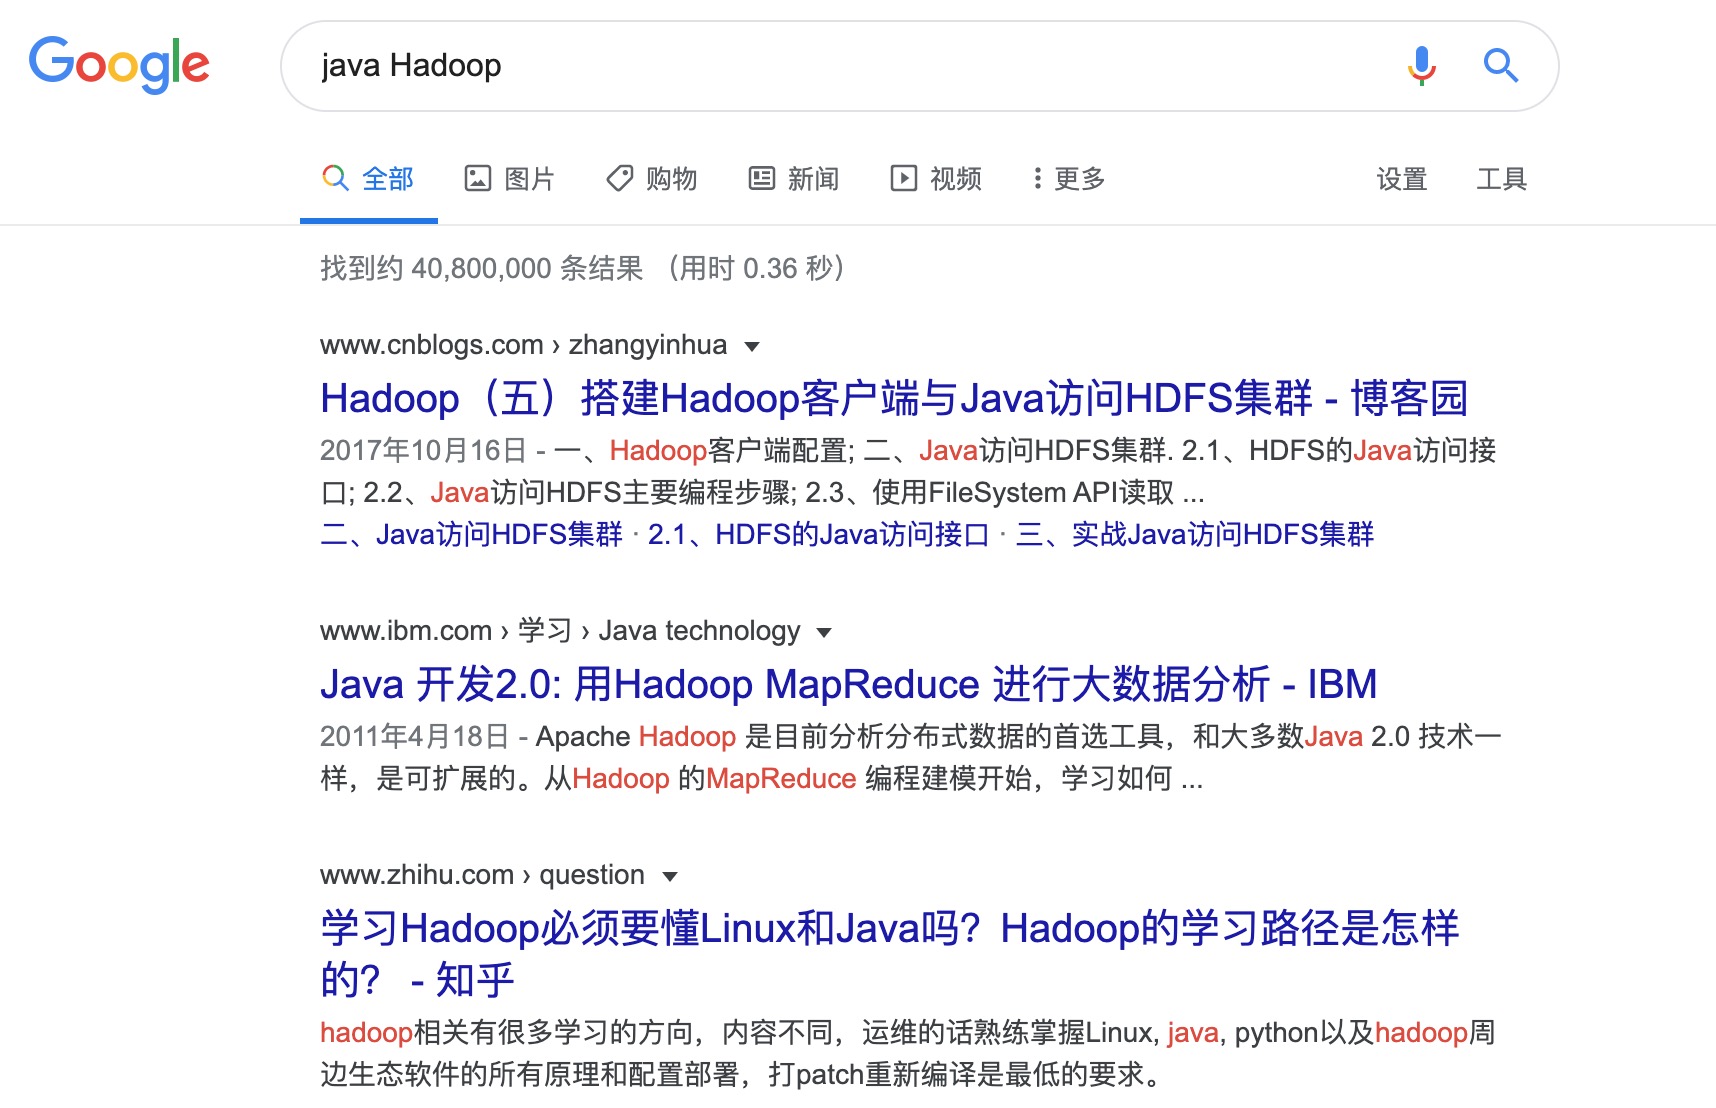 Google
java Hadoop
全部 图片 购物 新闻 视频 更多 设置 工具
找到约 40,800,000 条结果 （用时 0.36 秒）
www.cnblogs.com › zhangyinhua
Hadoop（五）搭建Hadoop客户端与Java访问HDFS集群 - 博客园
2017年10月16日 - 一、Hadoop客户端配置; 二、Java访问HDFS集群. 2.1、HDFS的Java访问接
口; 2.2、Java访问HDFS主要编程步骤; 2.3、使用FileSystem API读取 ...
二、Java访问HDFS集群 · 2.1、HDFS的Java访问接口 · 三、实战Java访问HDFS集群
www.ibm.com › 学习 › Java technology
Java 开发2.0: 用Hadoop MapReduce 进行大数据分析 - IBM
2011年4月18日 - Apache Hadoop 是目前分析分布式数据的首选工具，和大多数Java 2.0 技术一
样，是可扩展的。从Hadoop 的MapReduce 编程建模开始，学习如何 ...
www.zhihu.com › question
学习Hadoop必须要懂Linux和Java吗？Hadoop的学习路径是怎样
的？ - 知乎
hadoop相关有很多学习的方向，内容不同，运维的话熟练掌握Linux, java, python以及hadoop周
边生态软件的所有原理和配置部署，打patch重新编译是最低的要求。